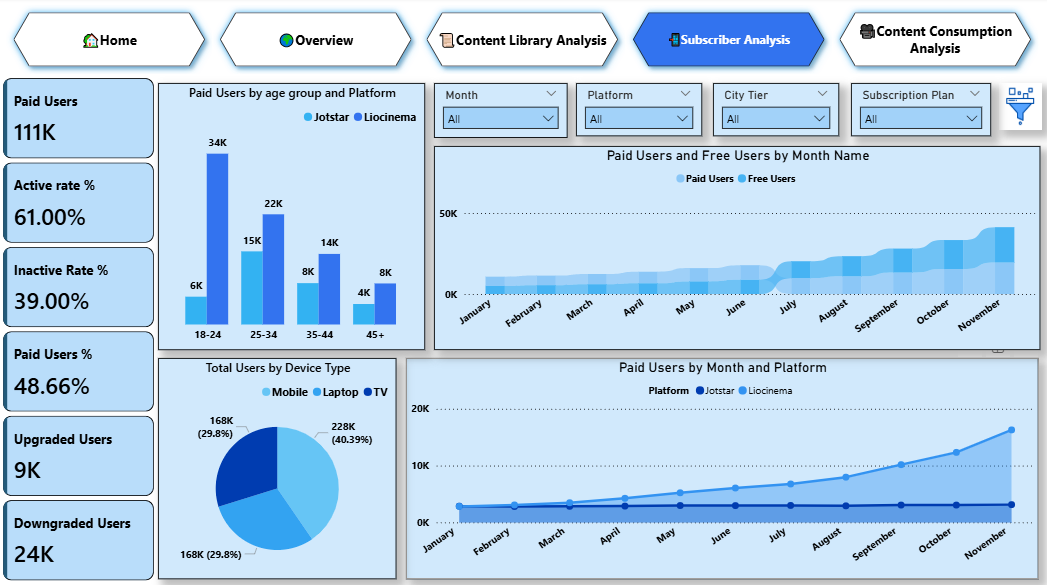 Home
Overview
Content Library Analysis
Subscriber Analysis
Content Consumption
Analysis
Paid Users
111K
Active rate %
61.00%
Inactive Rate %
39.00%
Paid Users %
48.66%
Upgraded Users
9K
Downgraded Users
24K
Paid Users by age group and Platform
Jotstar Liocinema
34K
22K
15K
14K
6K
8K
4K
8K
18-24 25-34 35-44 45+
Month
All
Platform
All
City Tier
All
Subscription Plan
All
Paid Users and Free Users by Month Name
Paid Users Free Users
50K
0K
January February March April May June July August September October November
Total Users by Device Type
Mobile Laptop TV
168K
(29.8%)
228K
(40.39%)
168K (29.8%)
Paid Users by Month and Platform
Platform Jotstar Liocinema
20K
10K
0K
January February March April May June July August September October November